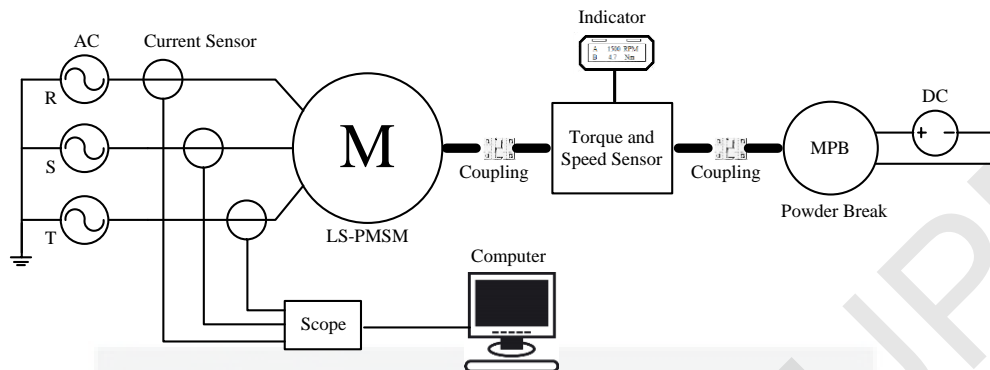 Indicator
AC
Current Sensor
A 1500 RPM
B 4.7 Nm
DC
R
M
Torque and
Speed Sensor
+ -
MPB
S
Coupling
Coupling
Powder Break
T
LS-PMSM
Computer
Scope
UP